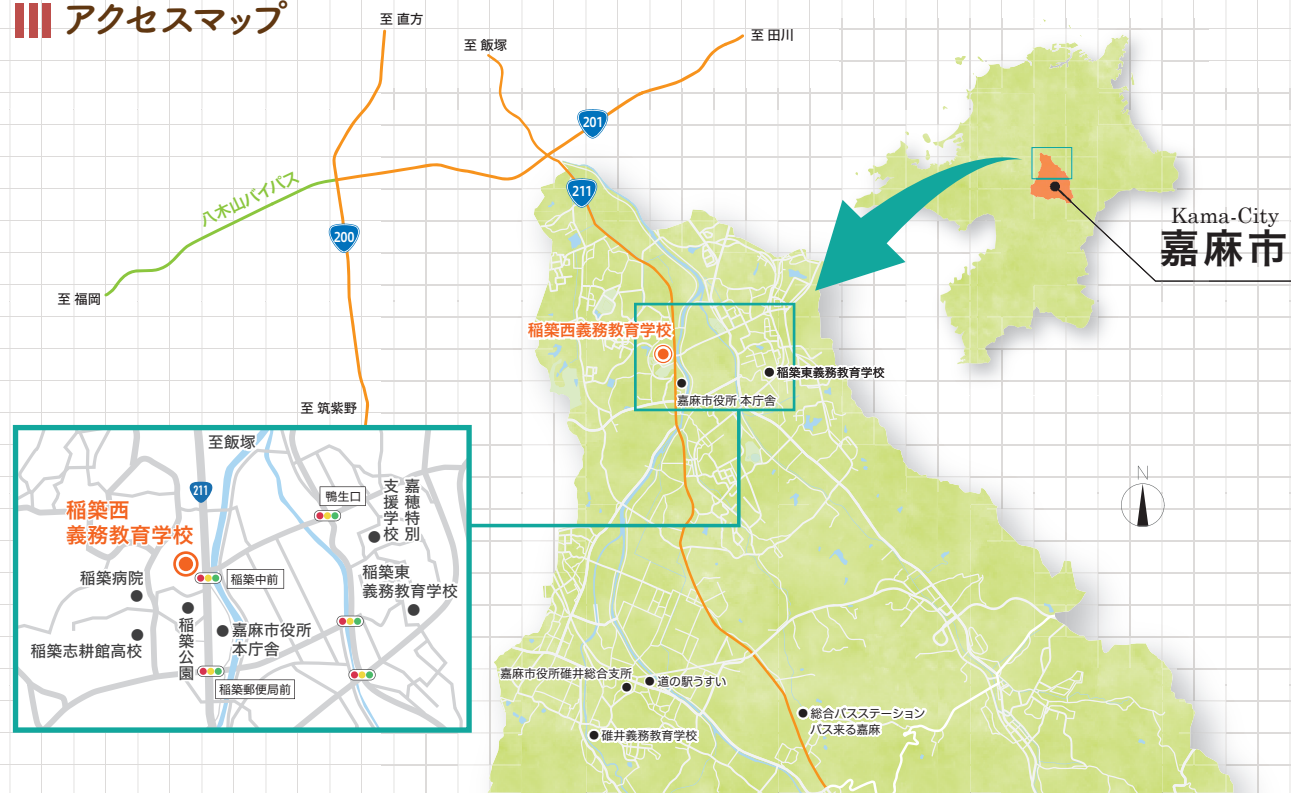 アクセスマップ
至 直方
至 飯塚
至 田川
201
211
八木山バイパス
200
至 福岡
至 筑紫野
Kama-City
嘉麻市
稲築西義務教育学校
稲築東義務教育学校
嘉麻市役所 本庁舎
N
至飯塚
211
鴨生口
嘉穂特別
支援学校
稲築西
義務教育学校
稲築中前
稲築病院
稲築東
義務教育学校
稲築公園
嘉麻市役所
本庁舎
稲築志耕館高校
稲築郵便局前
嘉麻市役所碓井総合支所
道の駅うすい
総合バスステーション
バス来る嘉麻
碓井義務教育学校